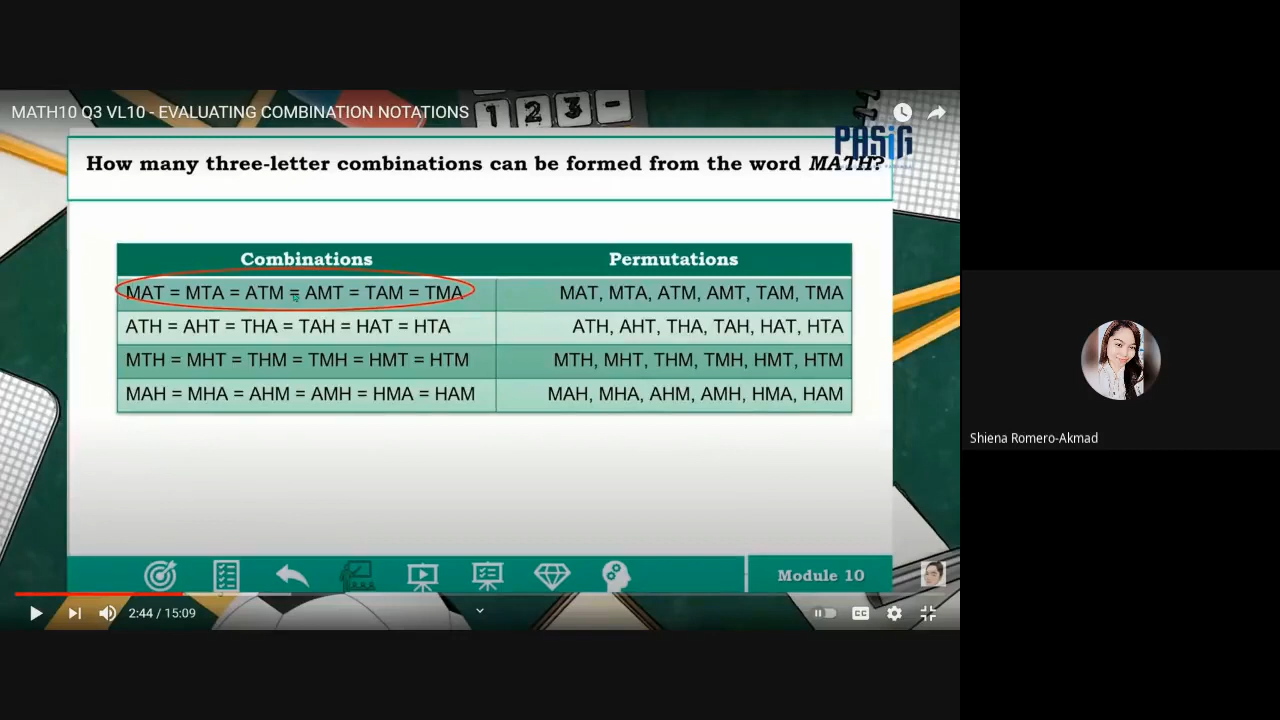 MATH10 Q3 VL10 - EVALUATING COMBINATION NOTATIONS
1 2 3 -
PASiG
How many three-letter combinations can be formed from the word MATH?
Combinations Permutations
MAT = MTA = ATM = AMT = TAM = TMA MAT, MTA, ATM, AMT, TAM, TMA
ATH = AHT = THA = TAH = HAT = HTA ATH, AHT, THA, TAH, HAT, HTA
MTH = MHT = THM = TMH = HMT = HTM MTH, MHT, THM, TMH, HMT, HTM
MAH = MHA = AHM = AMH = HMA = HAM MAH, MHA, AHM, AMH, HMA, HAM
Shiena Romero-Akmad
Module 10
2:44 / 15:09
CC